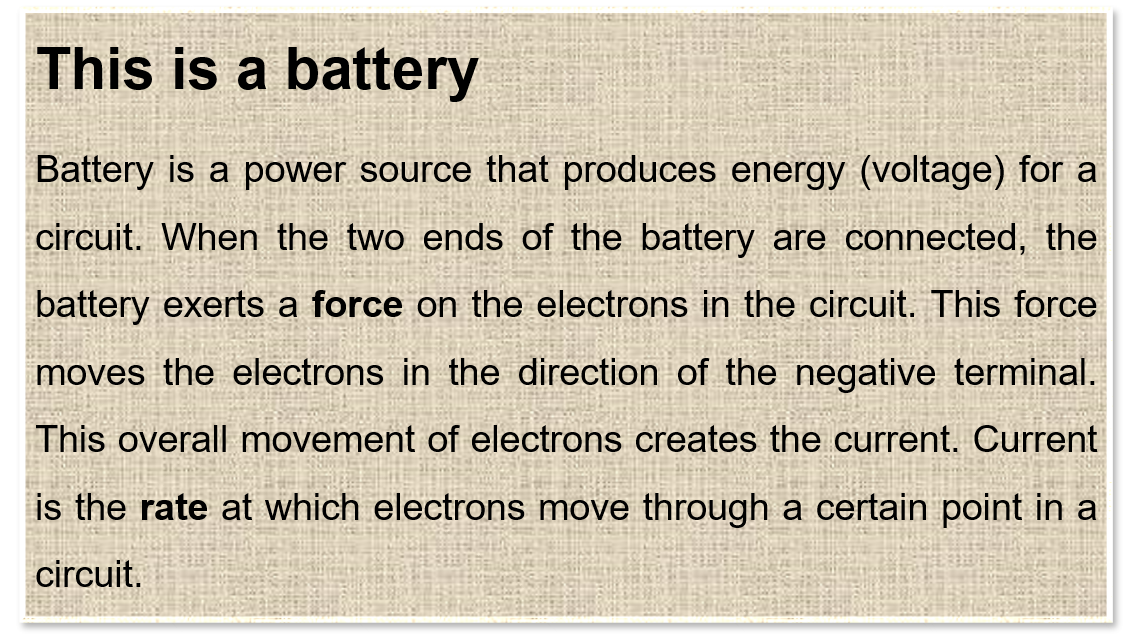 This is a battery
Battery is a power source that produces energy (voltage) for a
circuit. When the two ends of the battery are connected, the
battery exerts a force on the electrons in the circuit. This force
moves the electrons in the direction of the negative terminal.
This overall movement of electrons creates the current. Current
is the rate at which electrons move through a certain point in a
circuit.